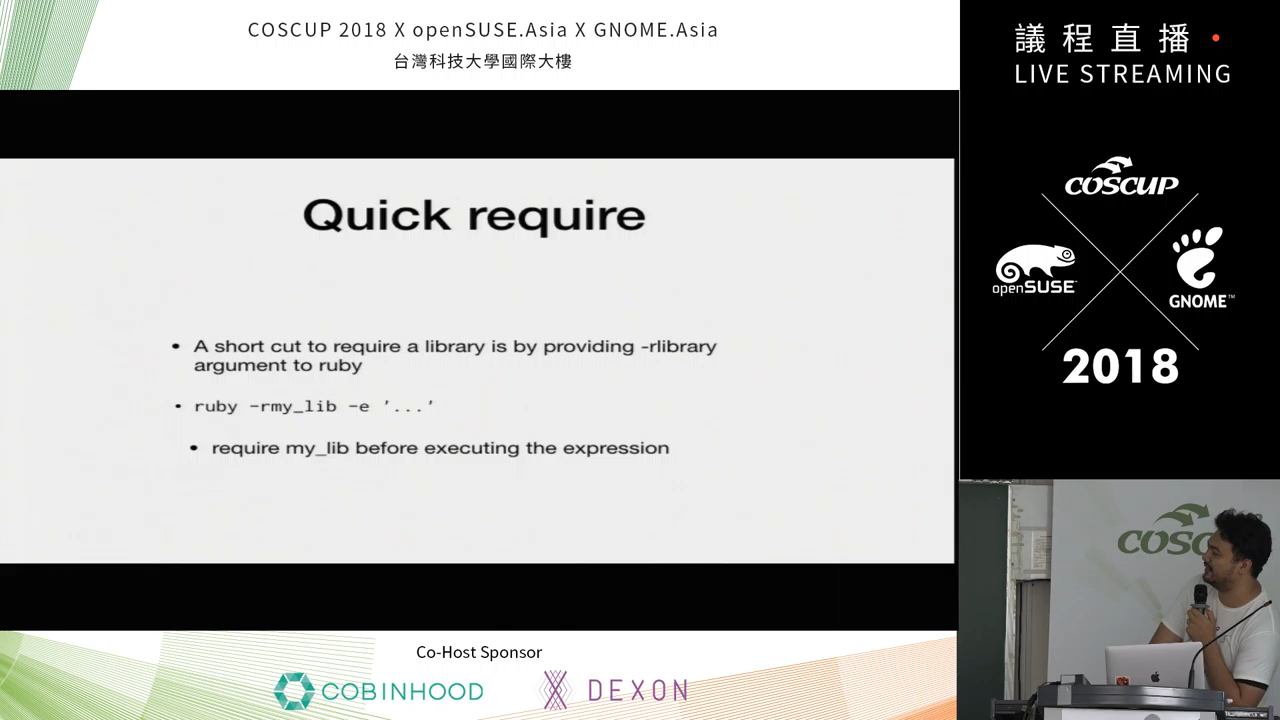 COSCUP 2018 X openSUSE.Asia X GNOME.Asia
台灣科技大學國際大樓
議程直播
LIVE STREAMING
COSCUP
openSUSE
GNOME™
2018
Quick require
• A short cut to require a library is by providing -rlibrary
argument to ruby
• ruby -rmy_lib -e '...'
• require my_lib before executing the expression
COSC
Co-Host Sponsor
COBINHOOD
DEXON